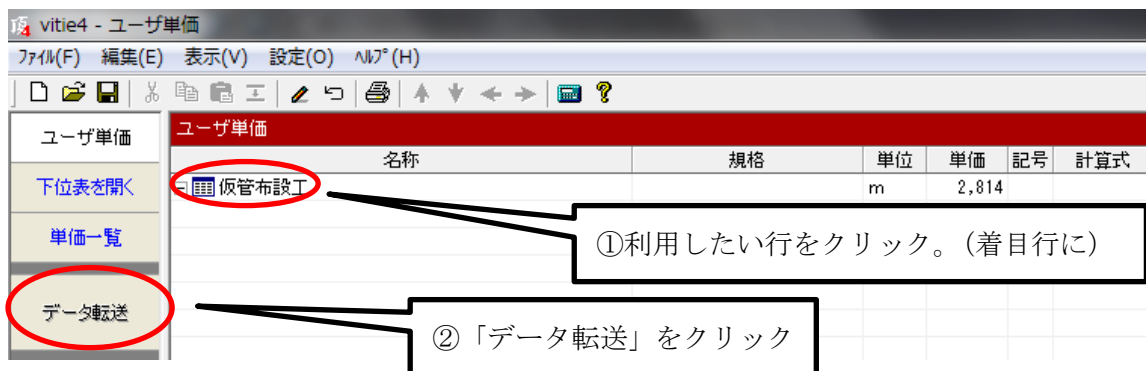 頂4 vitie4 - ユーザ単価
ﾌｧｲﾙ(F) 編集(E) 表示(V) 設定(O) ﾍﾙﾌﾟ(H)
ユーザ単価
ユーザ単価
名称 規格 単位 単価 記号 計算式
下位表を開く
仮管布設工 m 2,814
単価一覧
①利用したい行をクリック。(着目行に)
データ転送
②「データ転送」をクリック